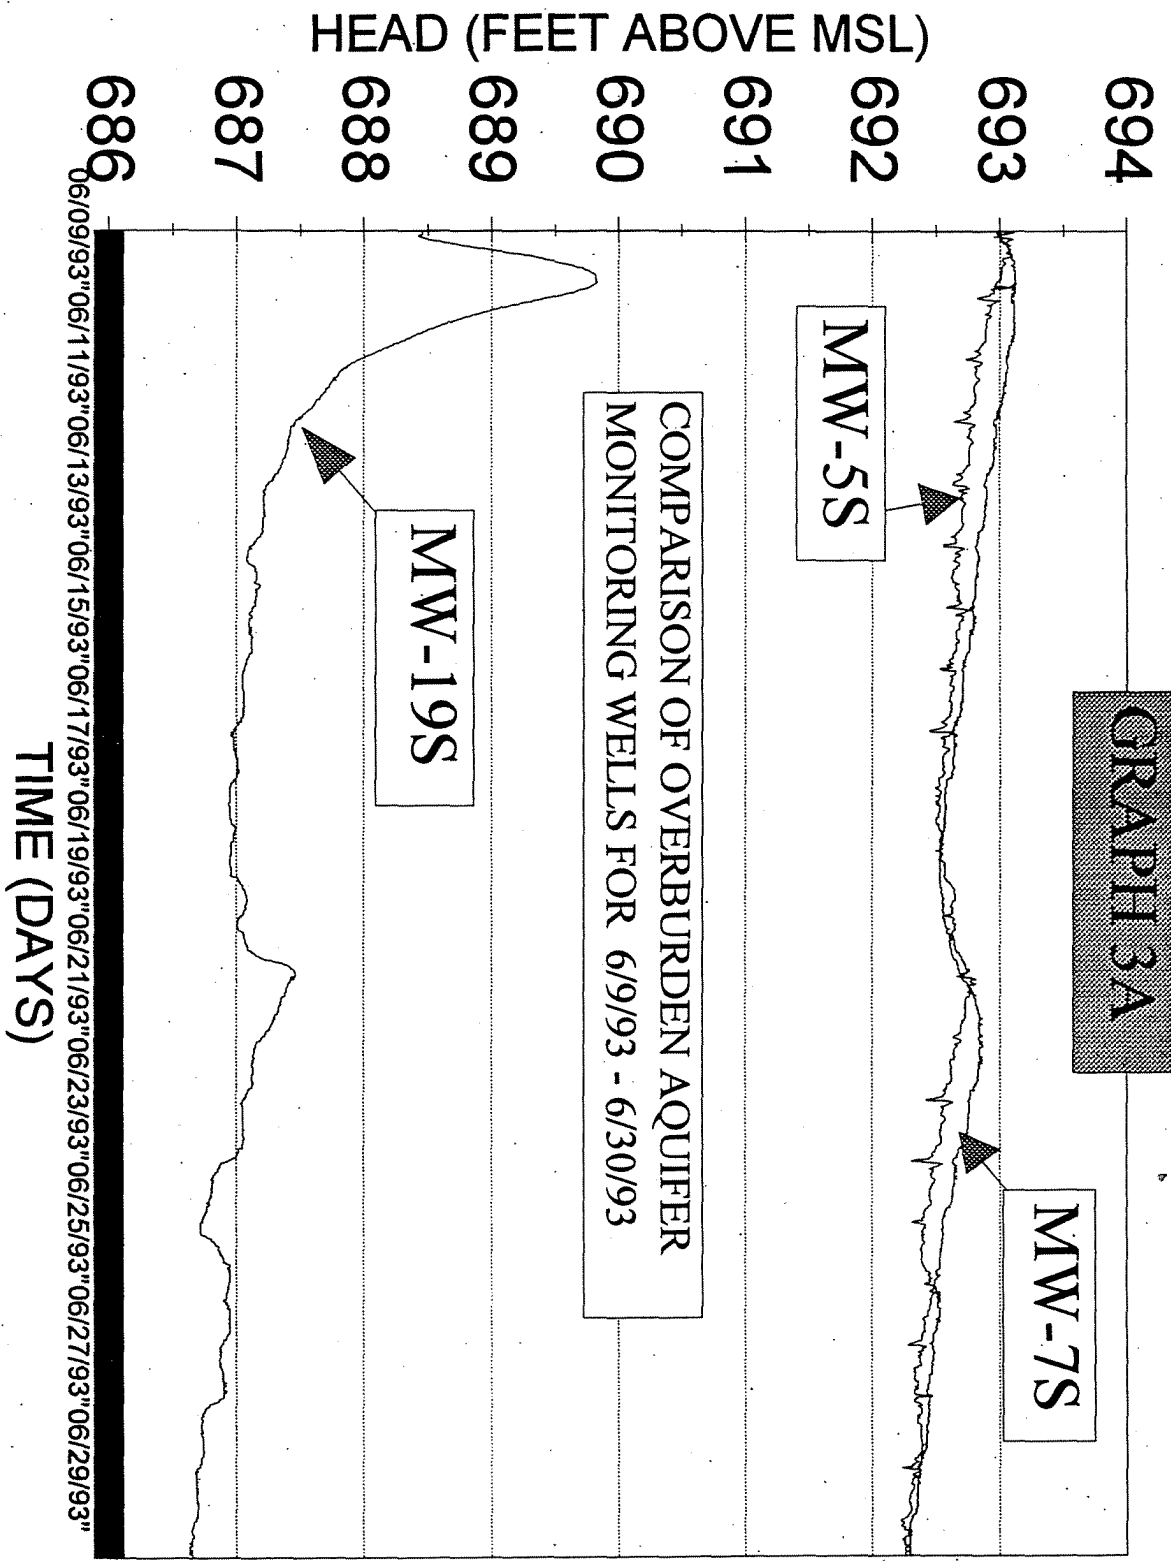 GRAPH 3A
HEAD (FEET ABOVE MSL)
694
693
692
691
690
689
688
687
686
MW-5S
MW-7S
COMPARISON OF OVERBURDEN AQUIFER
MONITORING WELLS FOR 6/9/93 - 6/30/93
MW-19S
06/09/93"06/11/93"06/13/93"06/15/93"06/17/93"06/19/93"06/21/93"06/23/93"06/25/93"06/27/93"06/29/93"
TIME (DAYS)